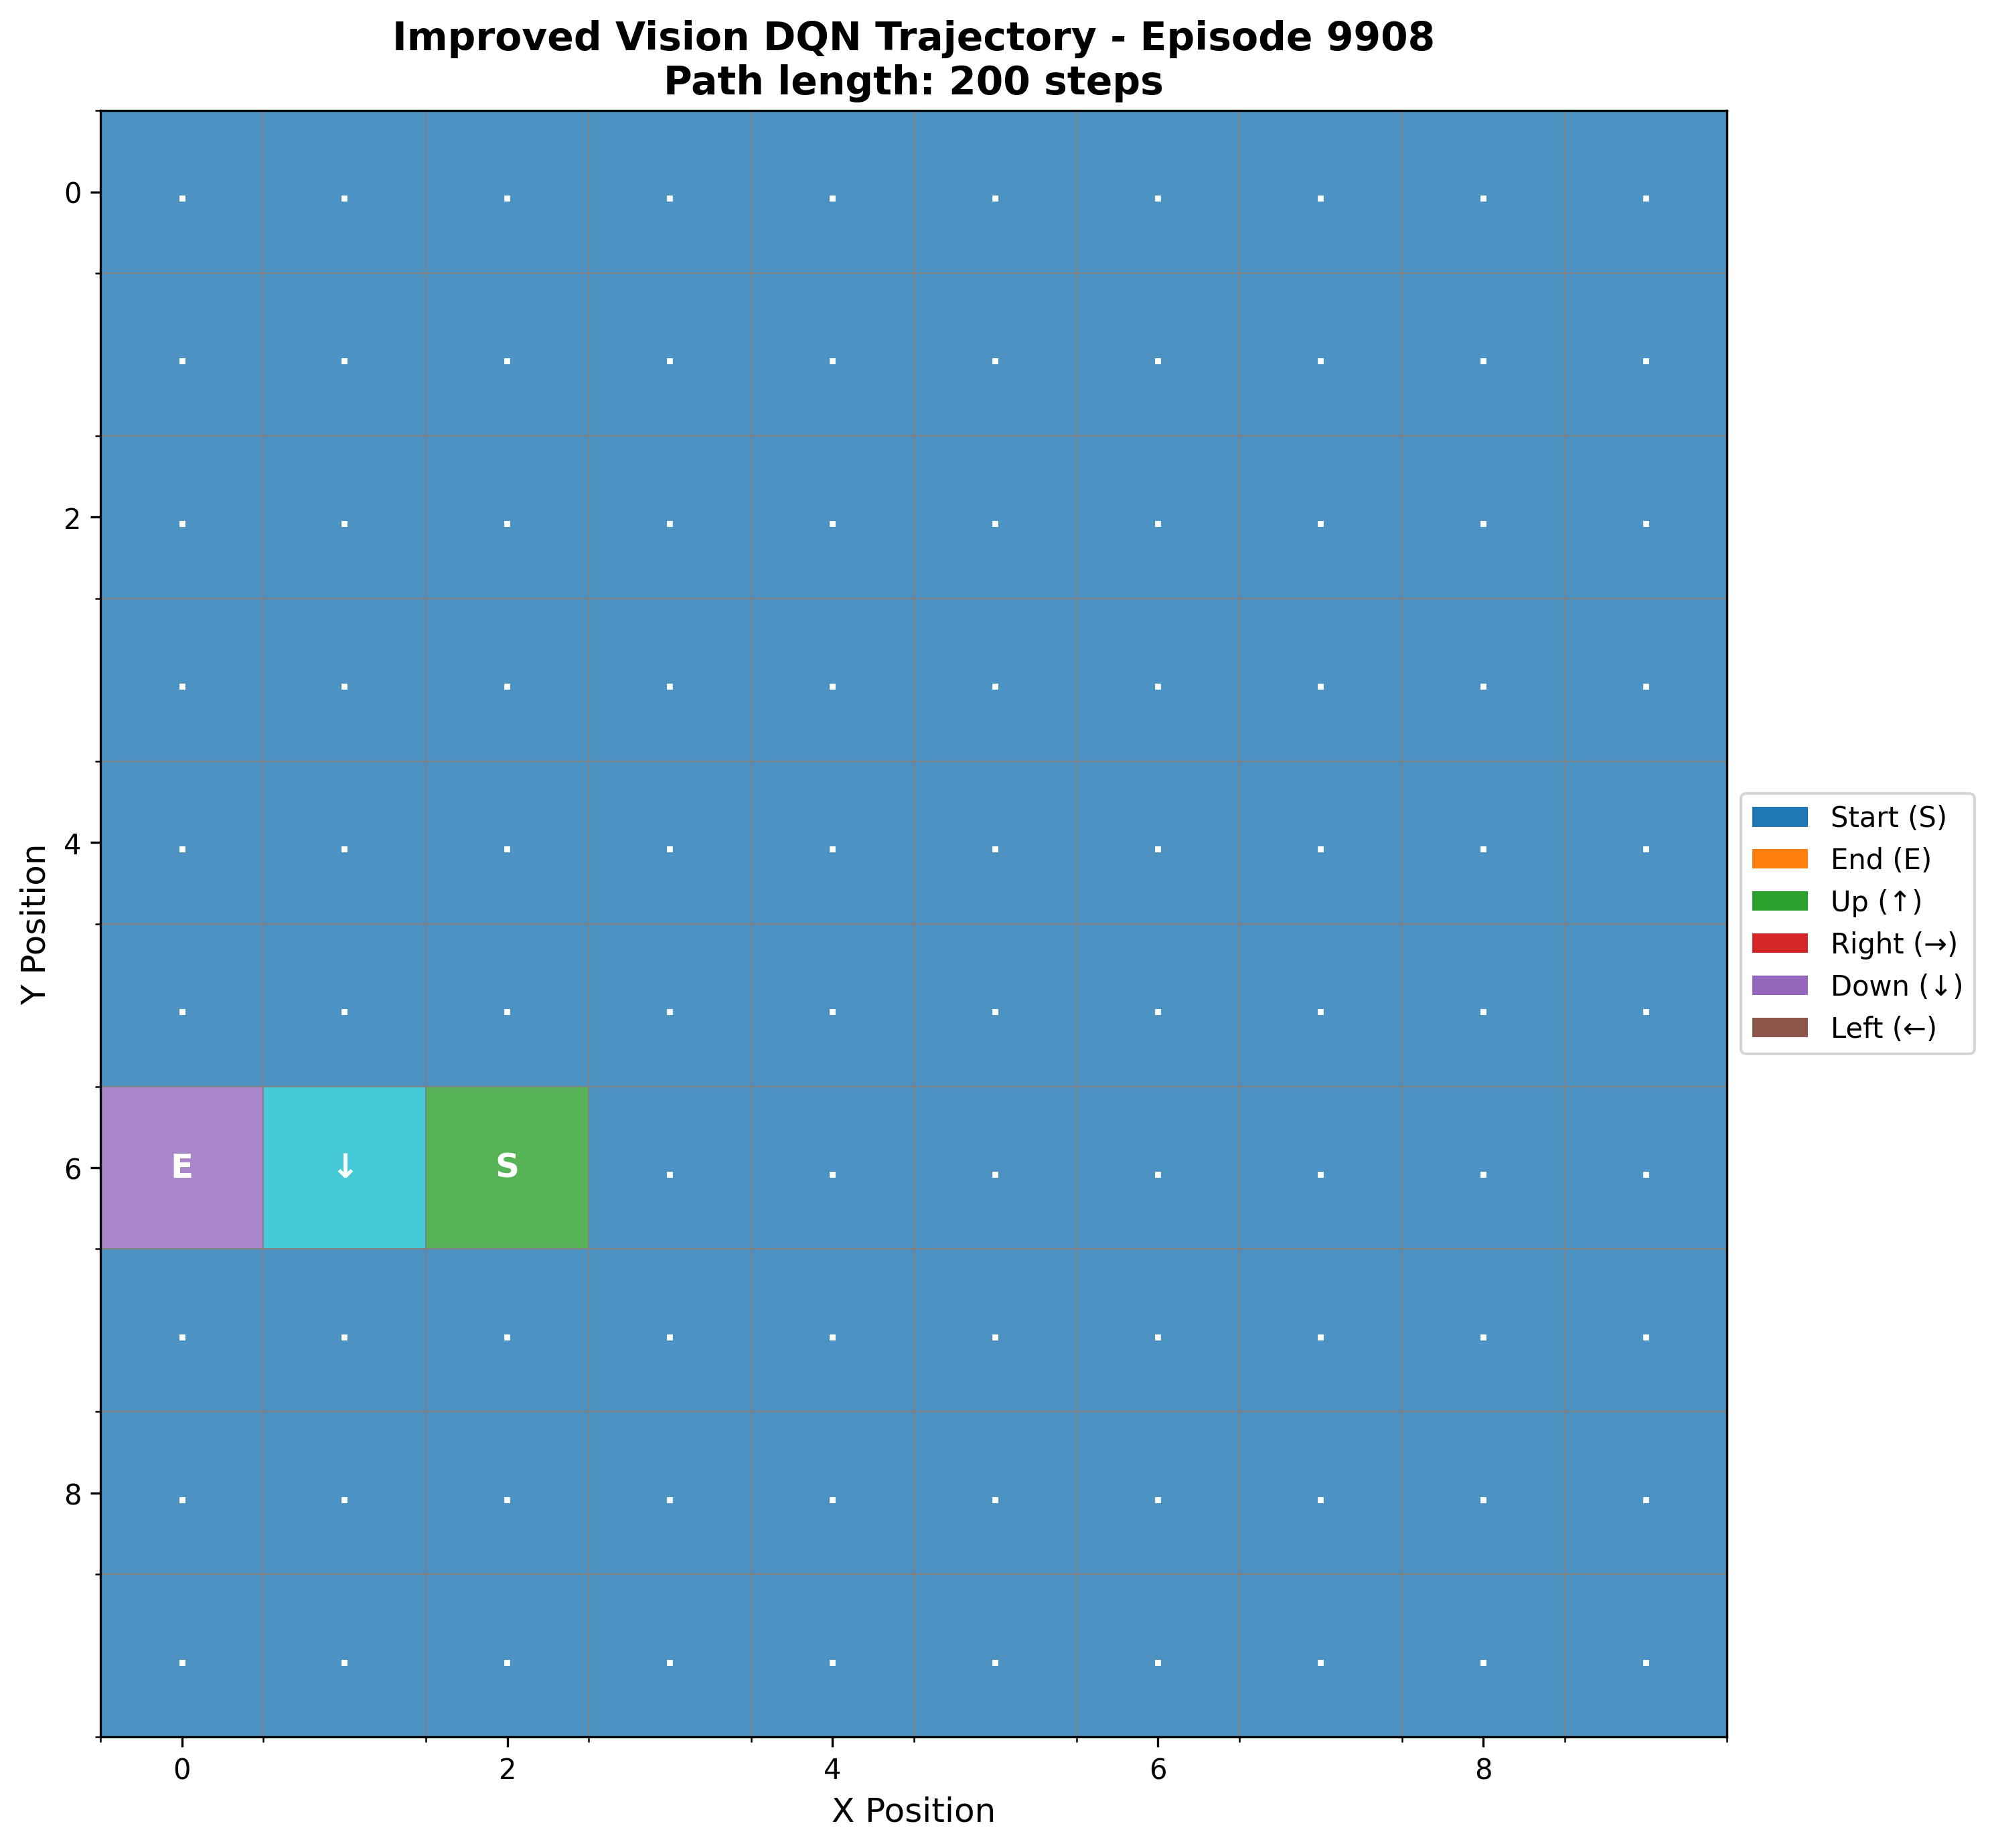 Improved Vision DQN Trajectory - Episode 9908
Path length: 200 steps
Y Position
0
2
4
6
8
E ↓ S
0 2 4 6 8
X Position
Start (S)
End (E)
Up (↑)
Right (→)
Down (↓)
Left (←)